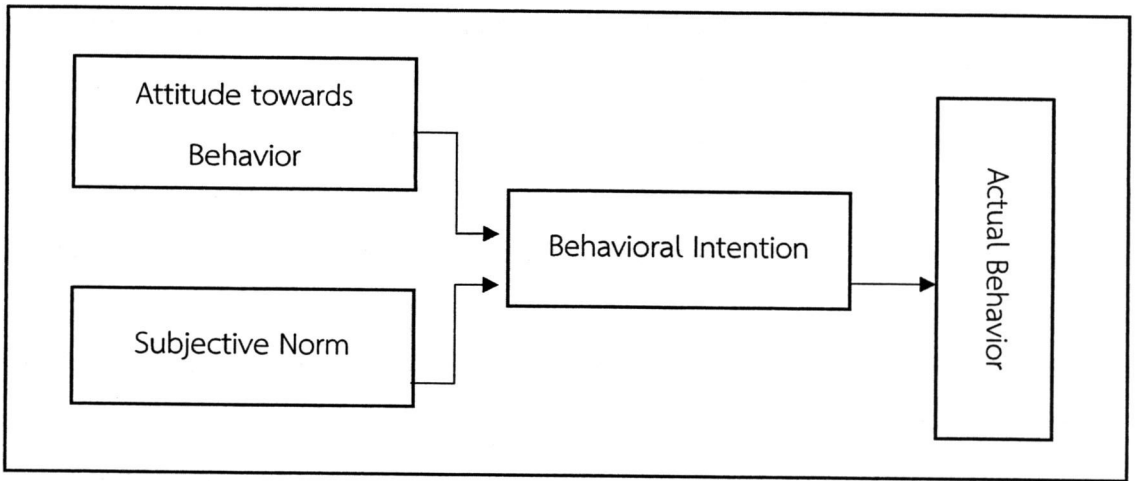 Attitude towards
Behavior
Subjective Norm
Behavioral Intention
Actual Behavior